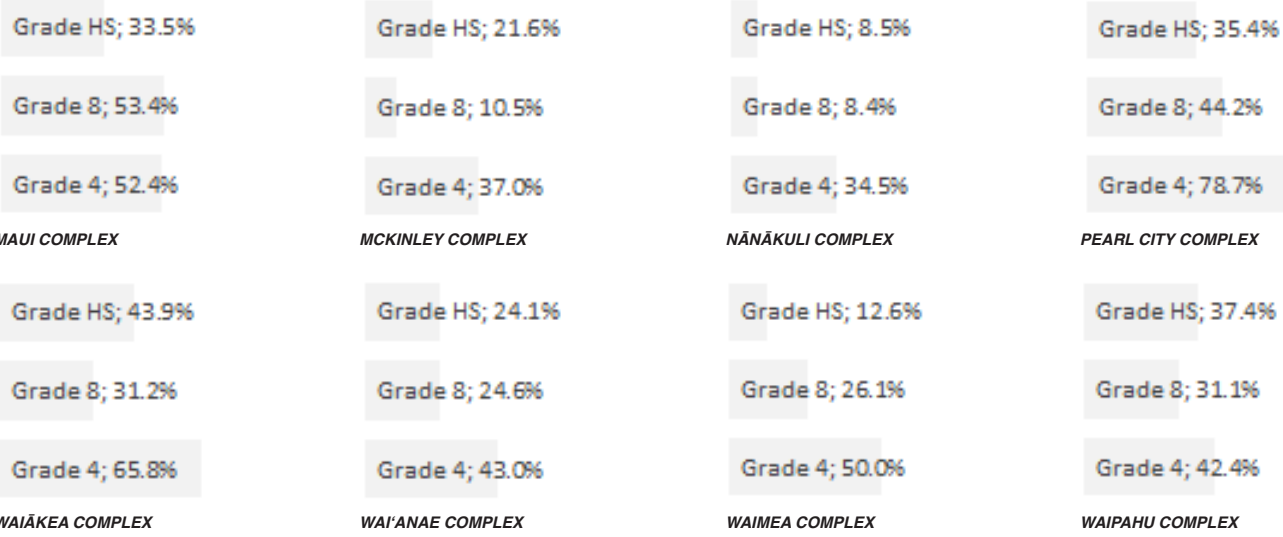 Grade HS; 33.5%
Grade 8; 53.4%
Grade 4; 52.4%
MAUI COMPLEX
Grade HS; 21.6%
Grade 8; 10.5%
Grade 4; 37.0%
MCKINLEY COMPLEX
Grade HS; 8.5%
Grade 8; 8.4%
Grade 4; 34.5%
NĀNĀKULI COMPLEX
Grade HS; 35.4%
Grade 8; 44.2%
Grade 4; 78.7%
PEARL CITY COMPLEX
Grade HS; 43.9%
Grade 8; 31.2%
Grade 4; 65.8%
WAIĀKEA COMPLEX
Grade HS; 24.1%
Grade 8; 24.6%
Grade 4; 43.0%
WAIʻANAE COMPLEX
Grade HS; 12.6%
Grade 8; 26.1%
Grade 4; 50.0%
WAIMEA COMPLEX
Grade HS; 37.4%
Grade 8; 31.1%
Grade 4; 42.4%
WAIPAHU COMPLEX